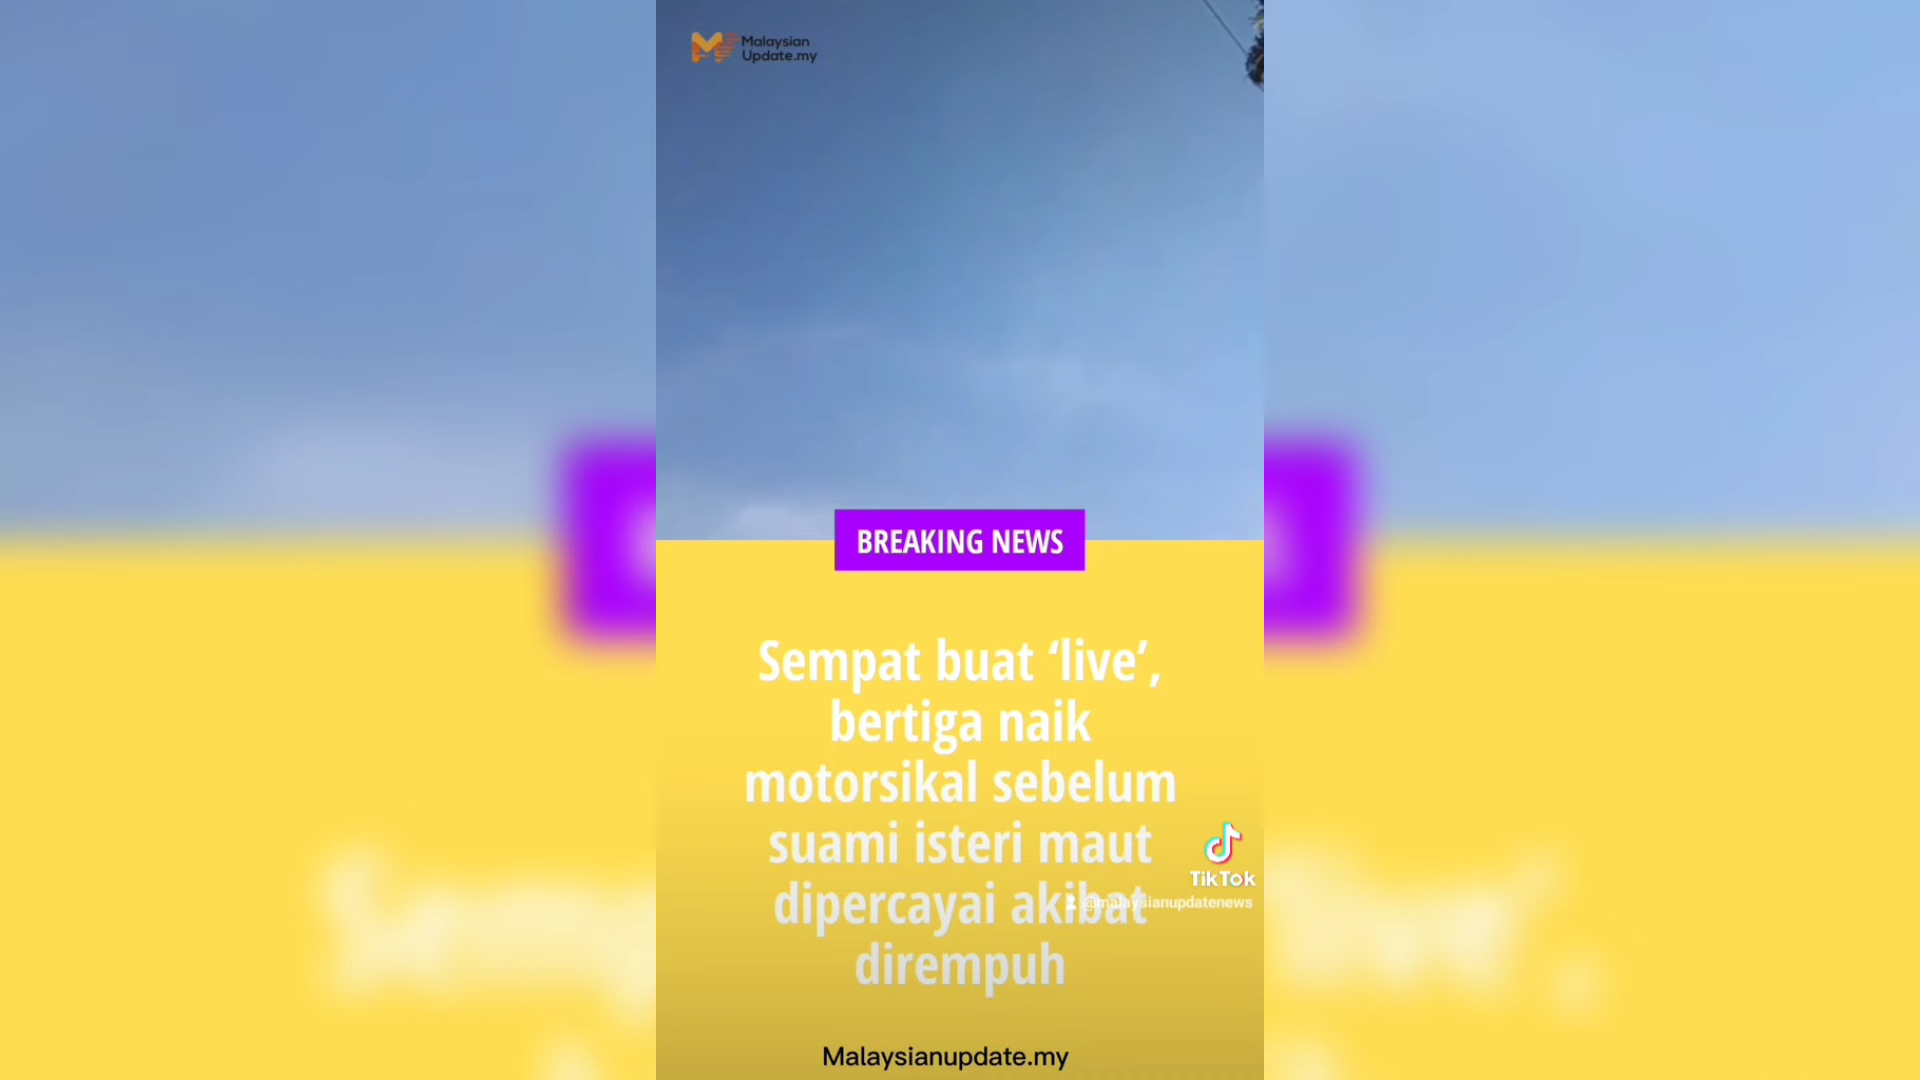 Malaysian
Update.my
BREAKING NEWS
Sempat buat ‘live’,
bertiga naik
motorsikal sebelum
suami isteri maut
dipercayai akibat
dirempuh
TikTok
@malaysianupdatenews
Malaysianupdate.my